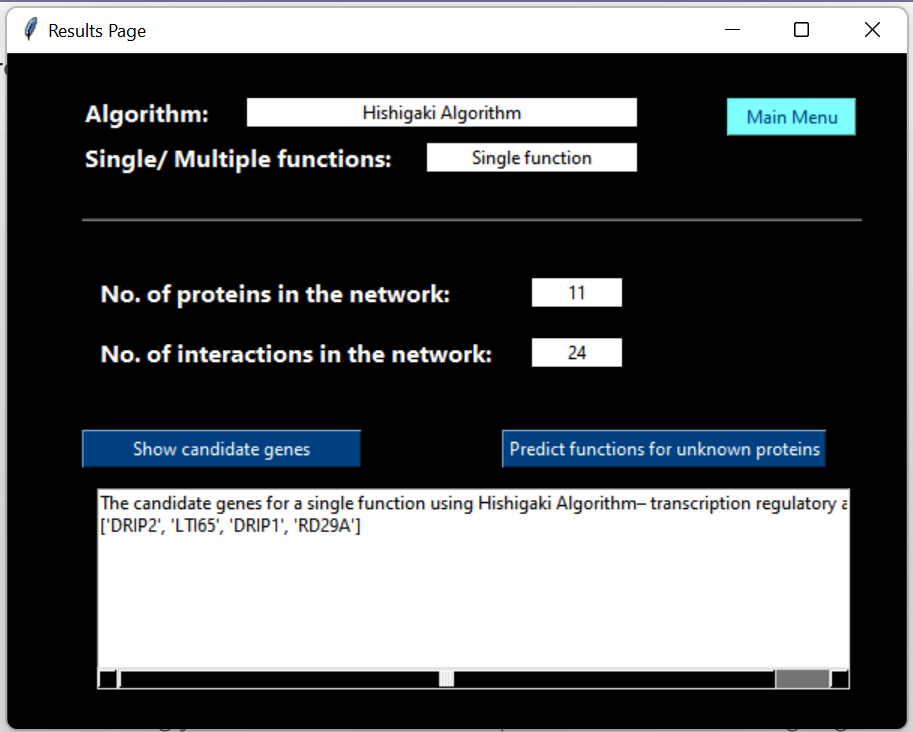 Results Page
Algorithm:
Hishigaki Algorithm
Main Menu
Single/ Multiple functions:
Single function
No. of proteins in the network:
11
No. of interactions in the network:
24
Show candidate genes
Predict functions for unknown proteins
The candidate genes for a single function using Hishigaki Algorithm– transcription regulatory
['DRIP2', 'LTI65', 'DRIP1', 'RD29A']